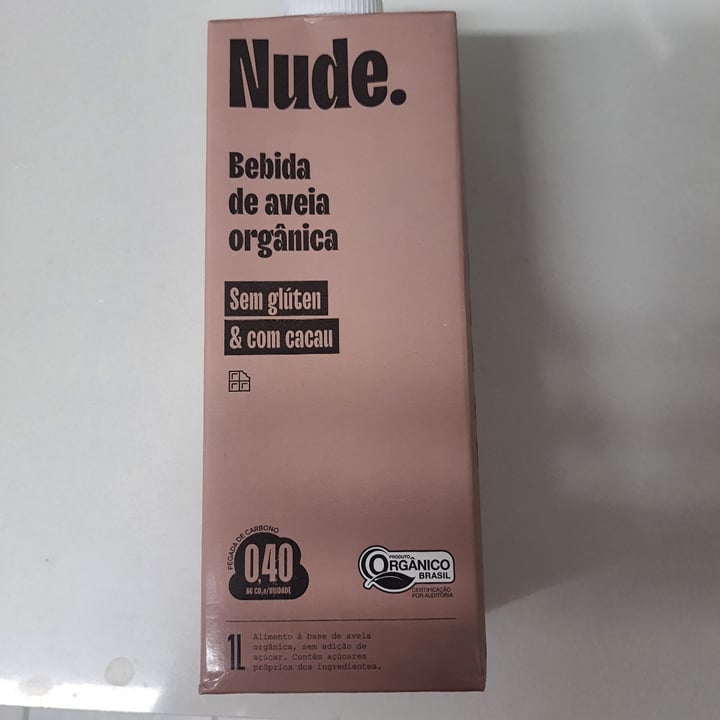 Nude.
Bebida
de aveia
orgânica
Sem glúten
& com cacau
PEGADA DE CARBONO
0,40
KG CO₂e/UNIDADE
PRODUTO
ORGÂNICO
BRASIL
CERTIFICAÇÃO
POR AUDITORIA
1L
Alimento à base de aveia
orgânica, sem adição de
açúcar. Contém açúcares
próprios dos ingredientes.